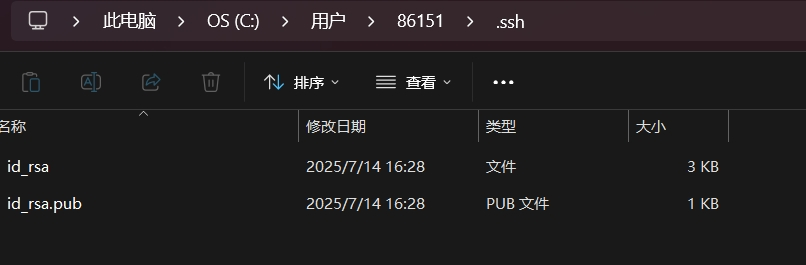 此电脑 > OS (C:) > 用户 > 86151 > .ssh
排序 查看 •••
名称 修改日期 类型 大小
id_rsa 2025/7/14 16:28 文件 3 KB
id_rsa.pub 2025/7/14 16:28 PUB 文件 1 KB